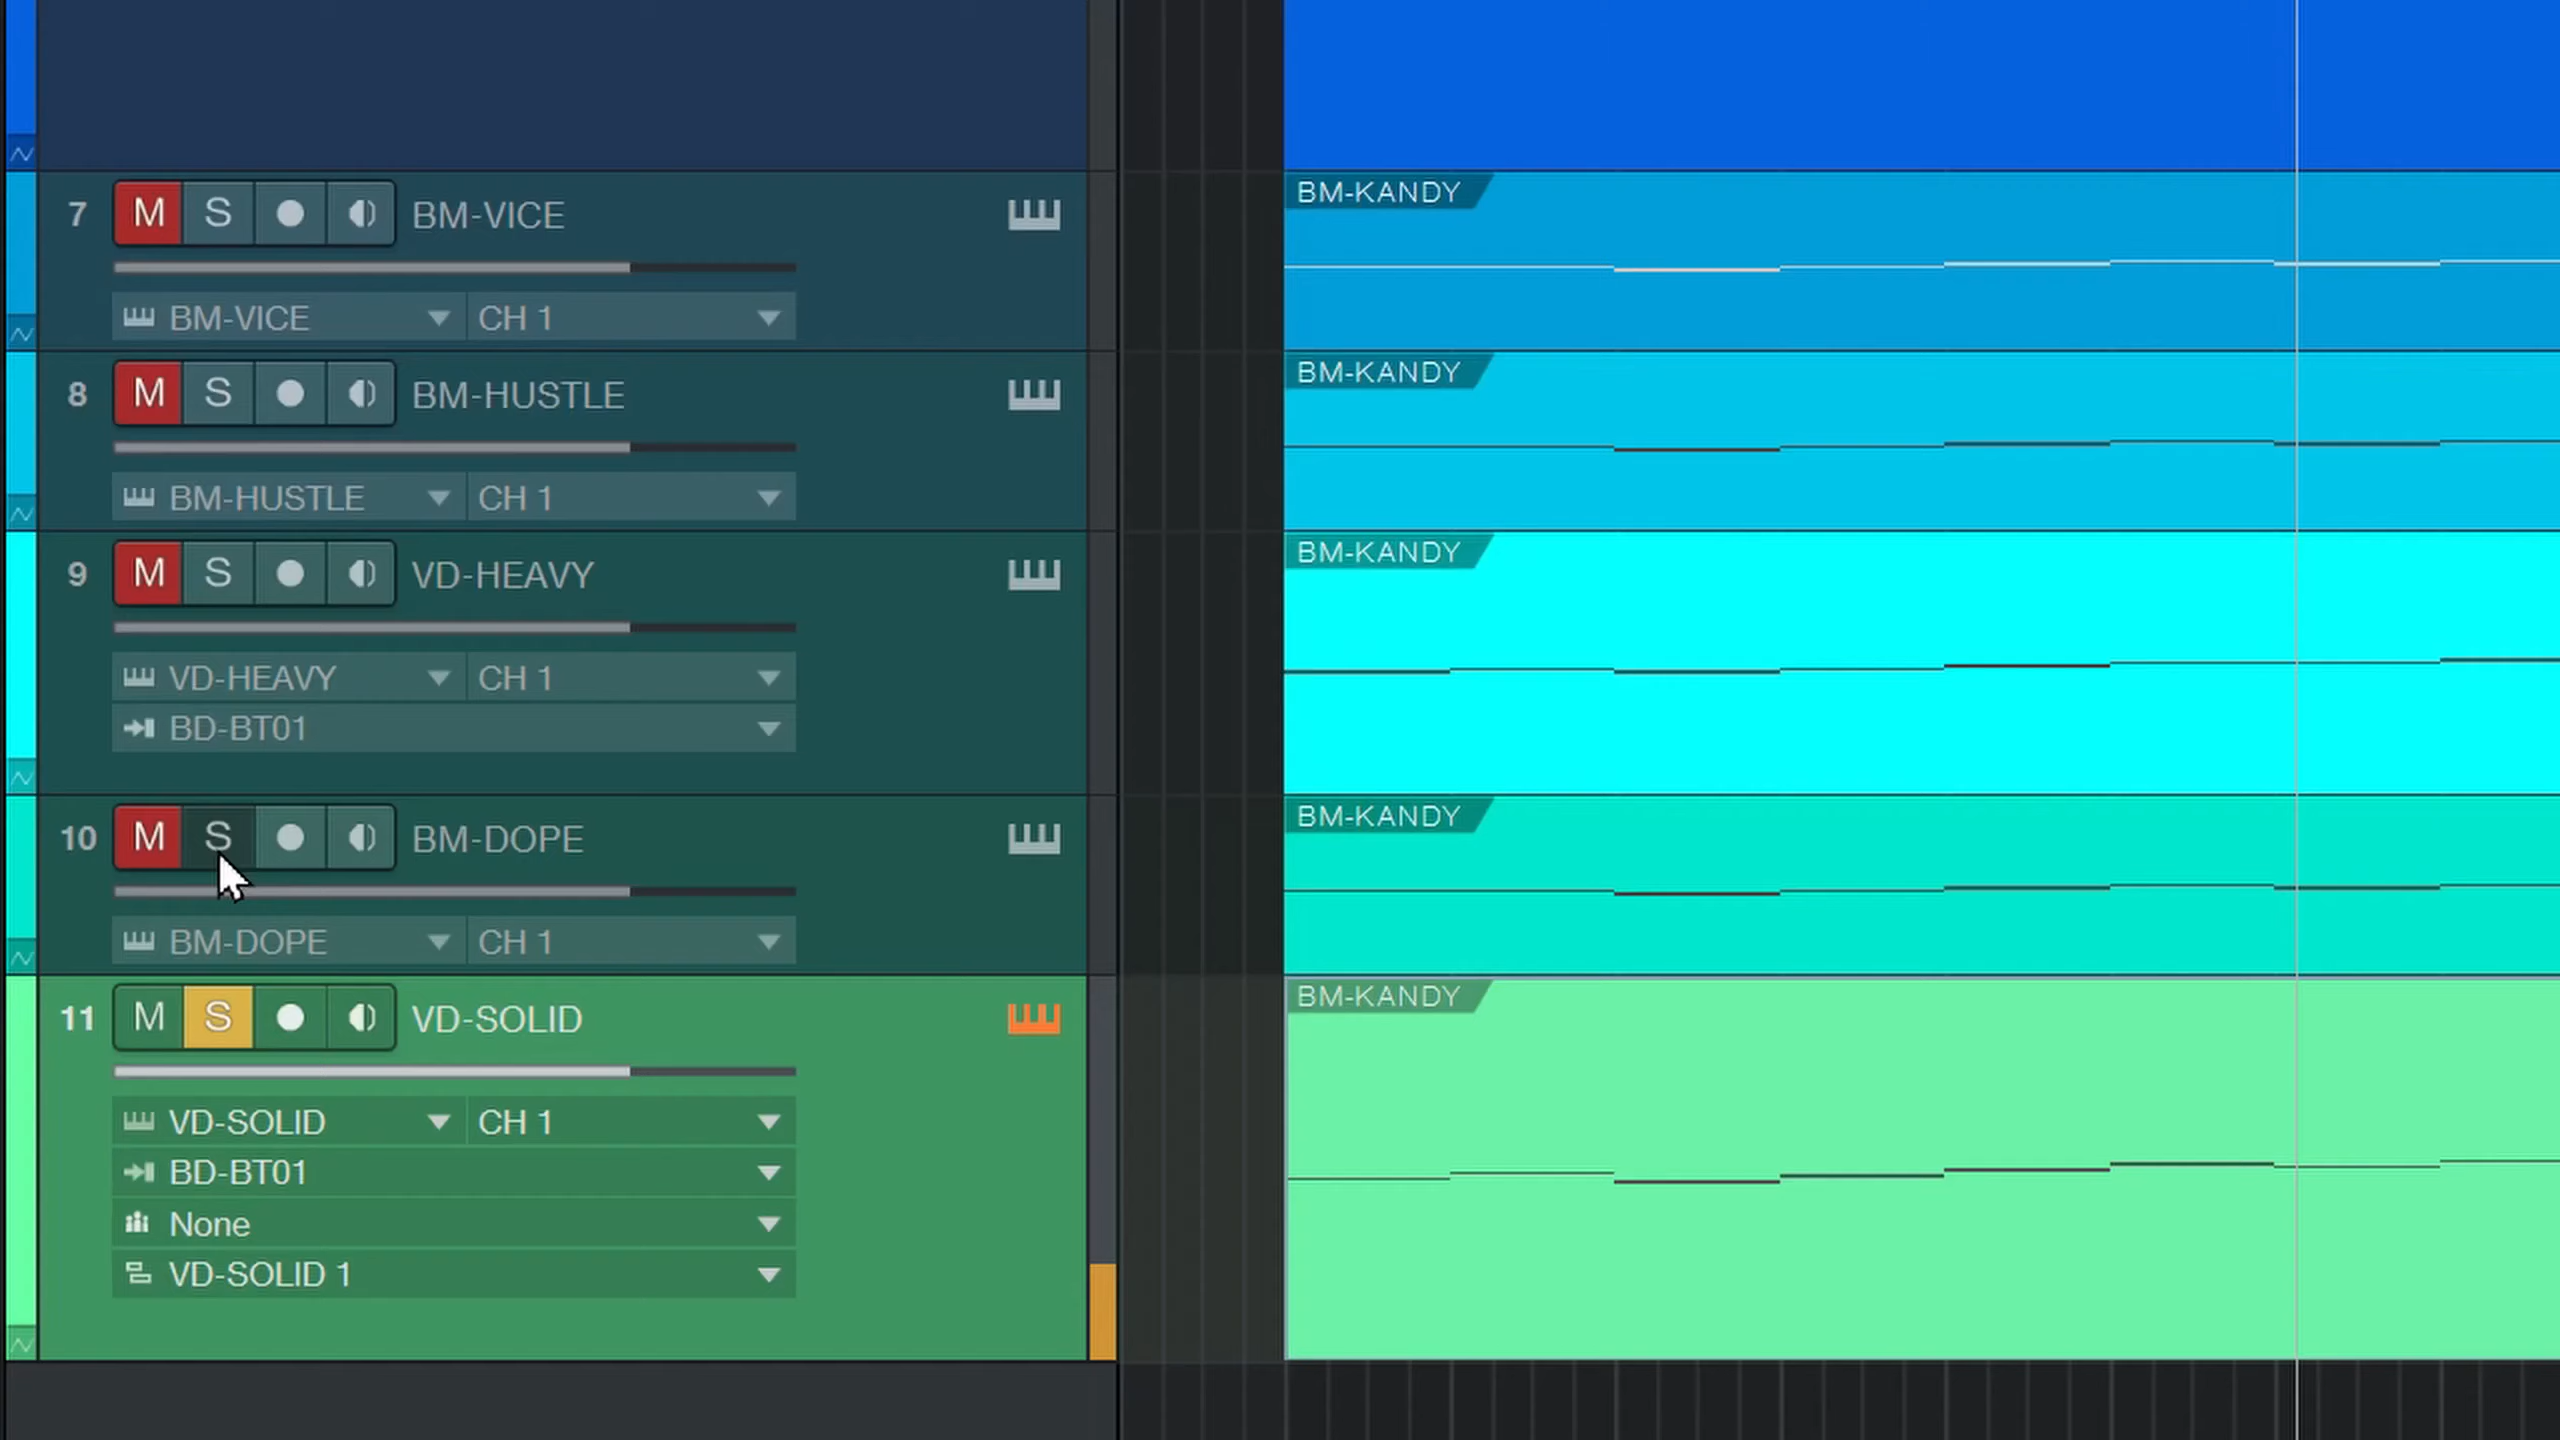 7 M S BM-VICE
BM-VICE CH 1
BM-KANDY
8 M S BM-HUSTLE
BM-HUSTLE CH 1
BM-KANDY
9 M S VD-HEAVY
VD-HEAVY CH 1
BD-BT01
BM-KANDY
10 M S BM-DOPE
BM-DOPE CH 1
BM-KANDY
11 M S VD-SOLID
VD-SOLID CH 1
BD-BT01
None
VD-SOLID 1
BM-KANDY